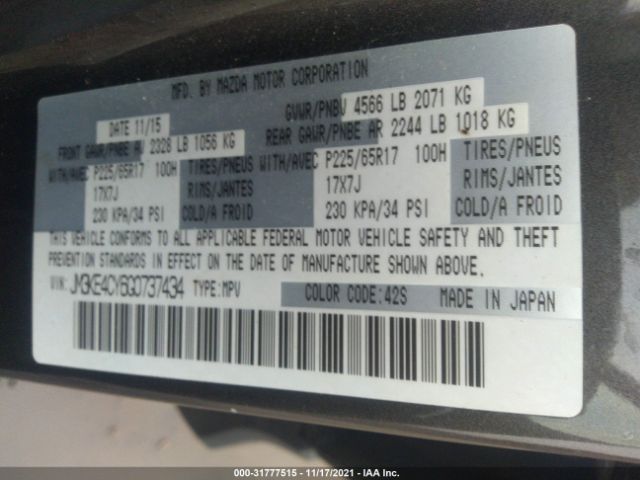 MFD. BY MAZDA MOTOR CORPORATION
DATE 11/15 GVWR/PNBV 4566 LB 2071 KG
FRONT GAWR/PNBE AV 2328 LB 1056 KG REAR GAWR/PNBE AR 2244 LB 1018 KG
WITH/AVEC P225/65R17 100H TIRES/PNEUS WITH/AVEC P225/65R17 100H TIRES/PNEUS
17X7J RIMS/JANTES 17X7J RIMS/JANTES
230 KPA/34 PSI COLD/A FROID 230 KPA/34 PSI COLD/A FROID
THIS VEHICLE CONFORMS TO ALL APPLICABLE FEDERAL MOTOR VEHICLE SAFETY AND THEFT
PREVENTION STANDARDS IN EFFECT ON THE DATE OF MANUFACTURE SHOWN ABOVE.
VIN: JM3KE4CY6G0737434 TYPE: MPV COLOR CODE: 42S MADE IN JAPAN
000-31777515 - 11/17/2021 - IAA Inc.